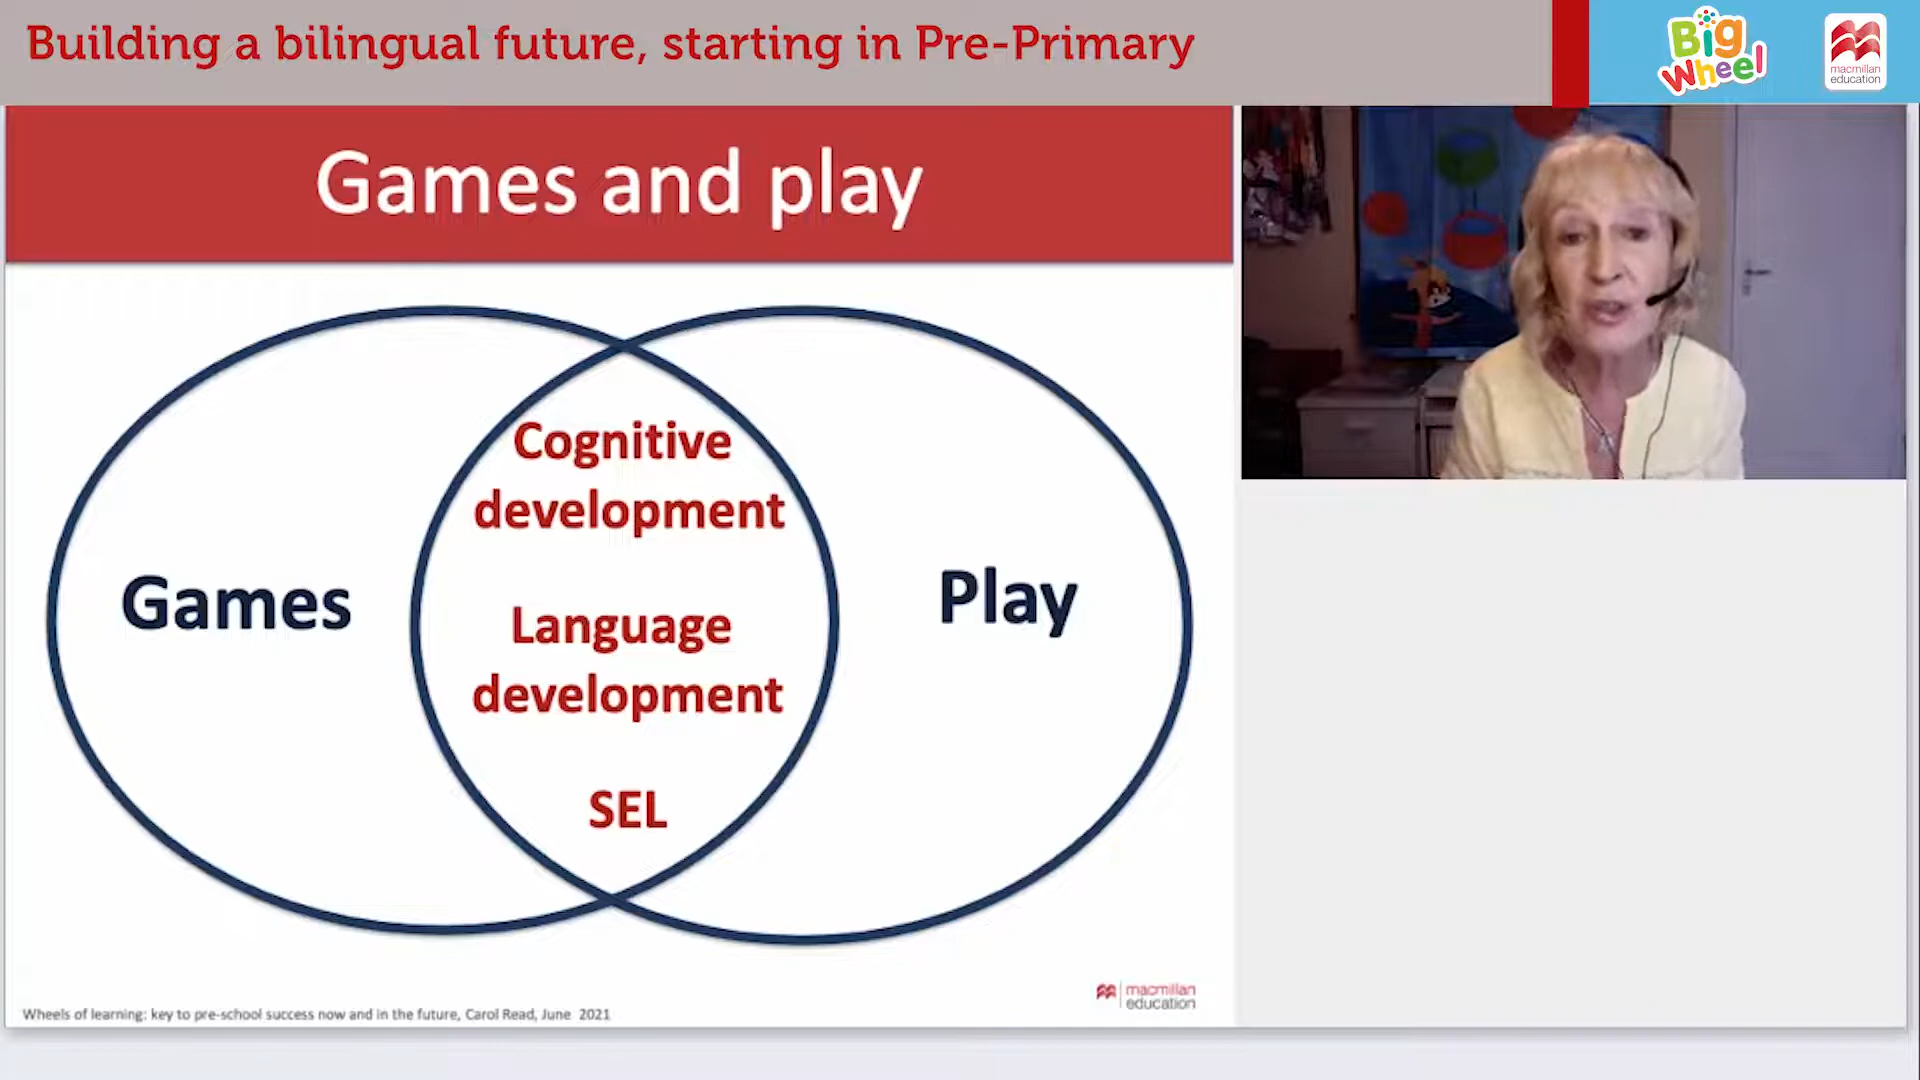 Building a bilingual future, starting in Pre-Primary
Big
Wheel
macmillan
education
Games and play
Cognitive
development
Games
Play
Language
development
SEL
macmillan
education
Wheels of learning: key to pre-school success now and in the future, Carol Read, June 2021